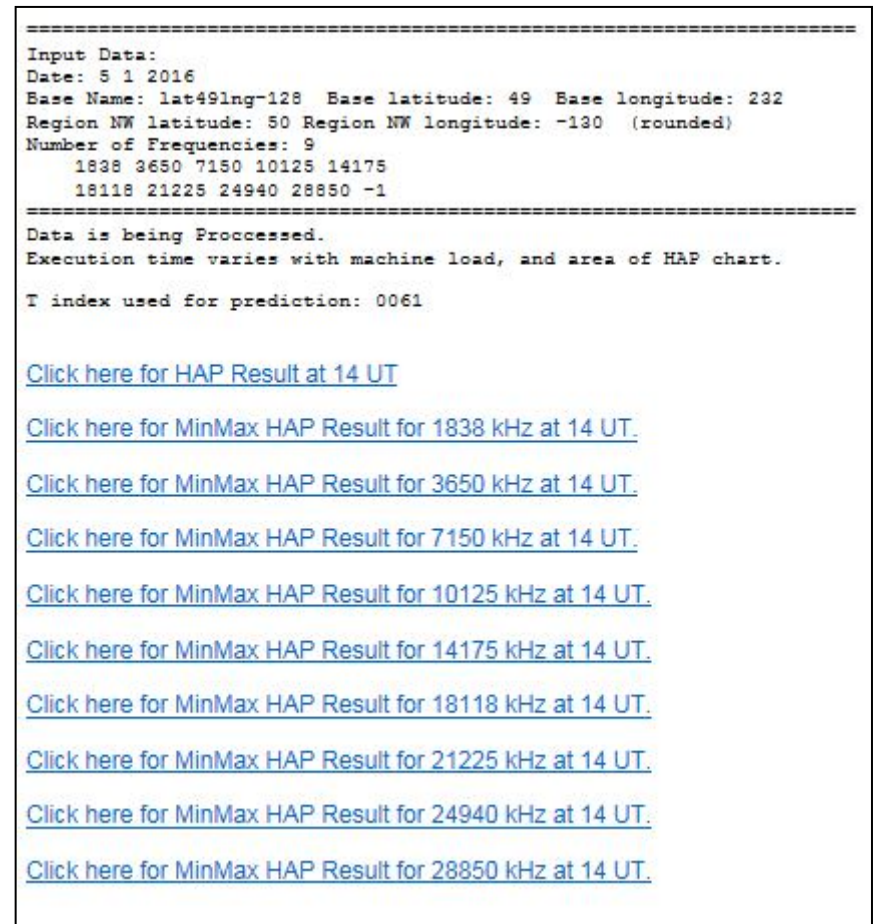 ======================================================================
Input Data:
Date: 5 1 2016
Base Name: lat49lng-128  Base latitude: 49  Base longitude: 232
Region NW latitude: 50 Region NW longitude: -130  (rounded)
Number of Frequencies: 9
1838 3650 7150 10125 14175
18118 21225 24940 28850 -1
======================================================================
Data is being Proccessed.
Execution time varies with machine load, and area of HAP chart.
T index used for prediction: 0061
Click here for HAP Result at 14 UT
Click here for MinMax HAP Result for 1838 kHz at 14 UT.
Click here for MinMax HAP Result for 3650 kHz at 14 UT.
Click here for MinMax HAP Result for 7150 kHz at 14 UT.
Click here for MinMax HAP Result for 10125 kHz at 14 UT.
Click here for MinMax HAP Result for 14175 kHz at 14 UT.
Click here for MinMax HAP Result for 18118 kHz at 14 UT.
Click here for MinMax HAP Result for 21225 kHz at 14 UT.
Click here for MinMax HAP Result for 24940 kHz at 14 UT.
Click here for MinMax HAP Result for 28850 kHz at 14 UT.